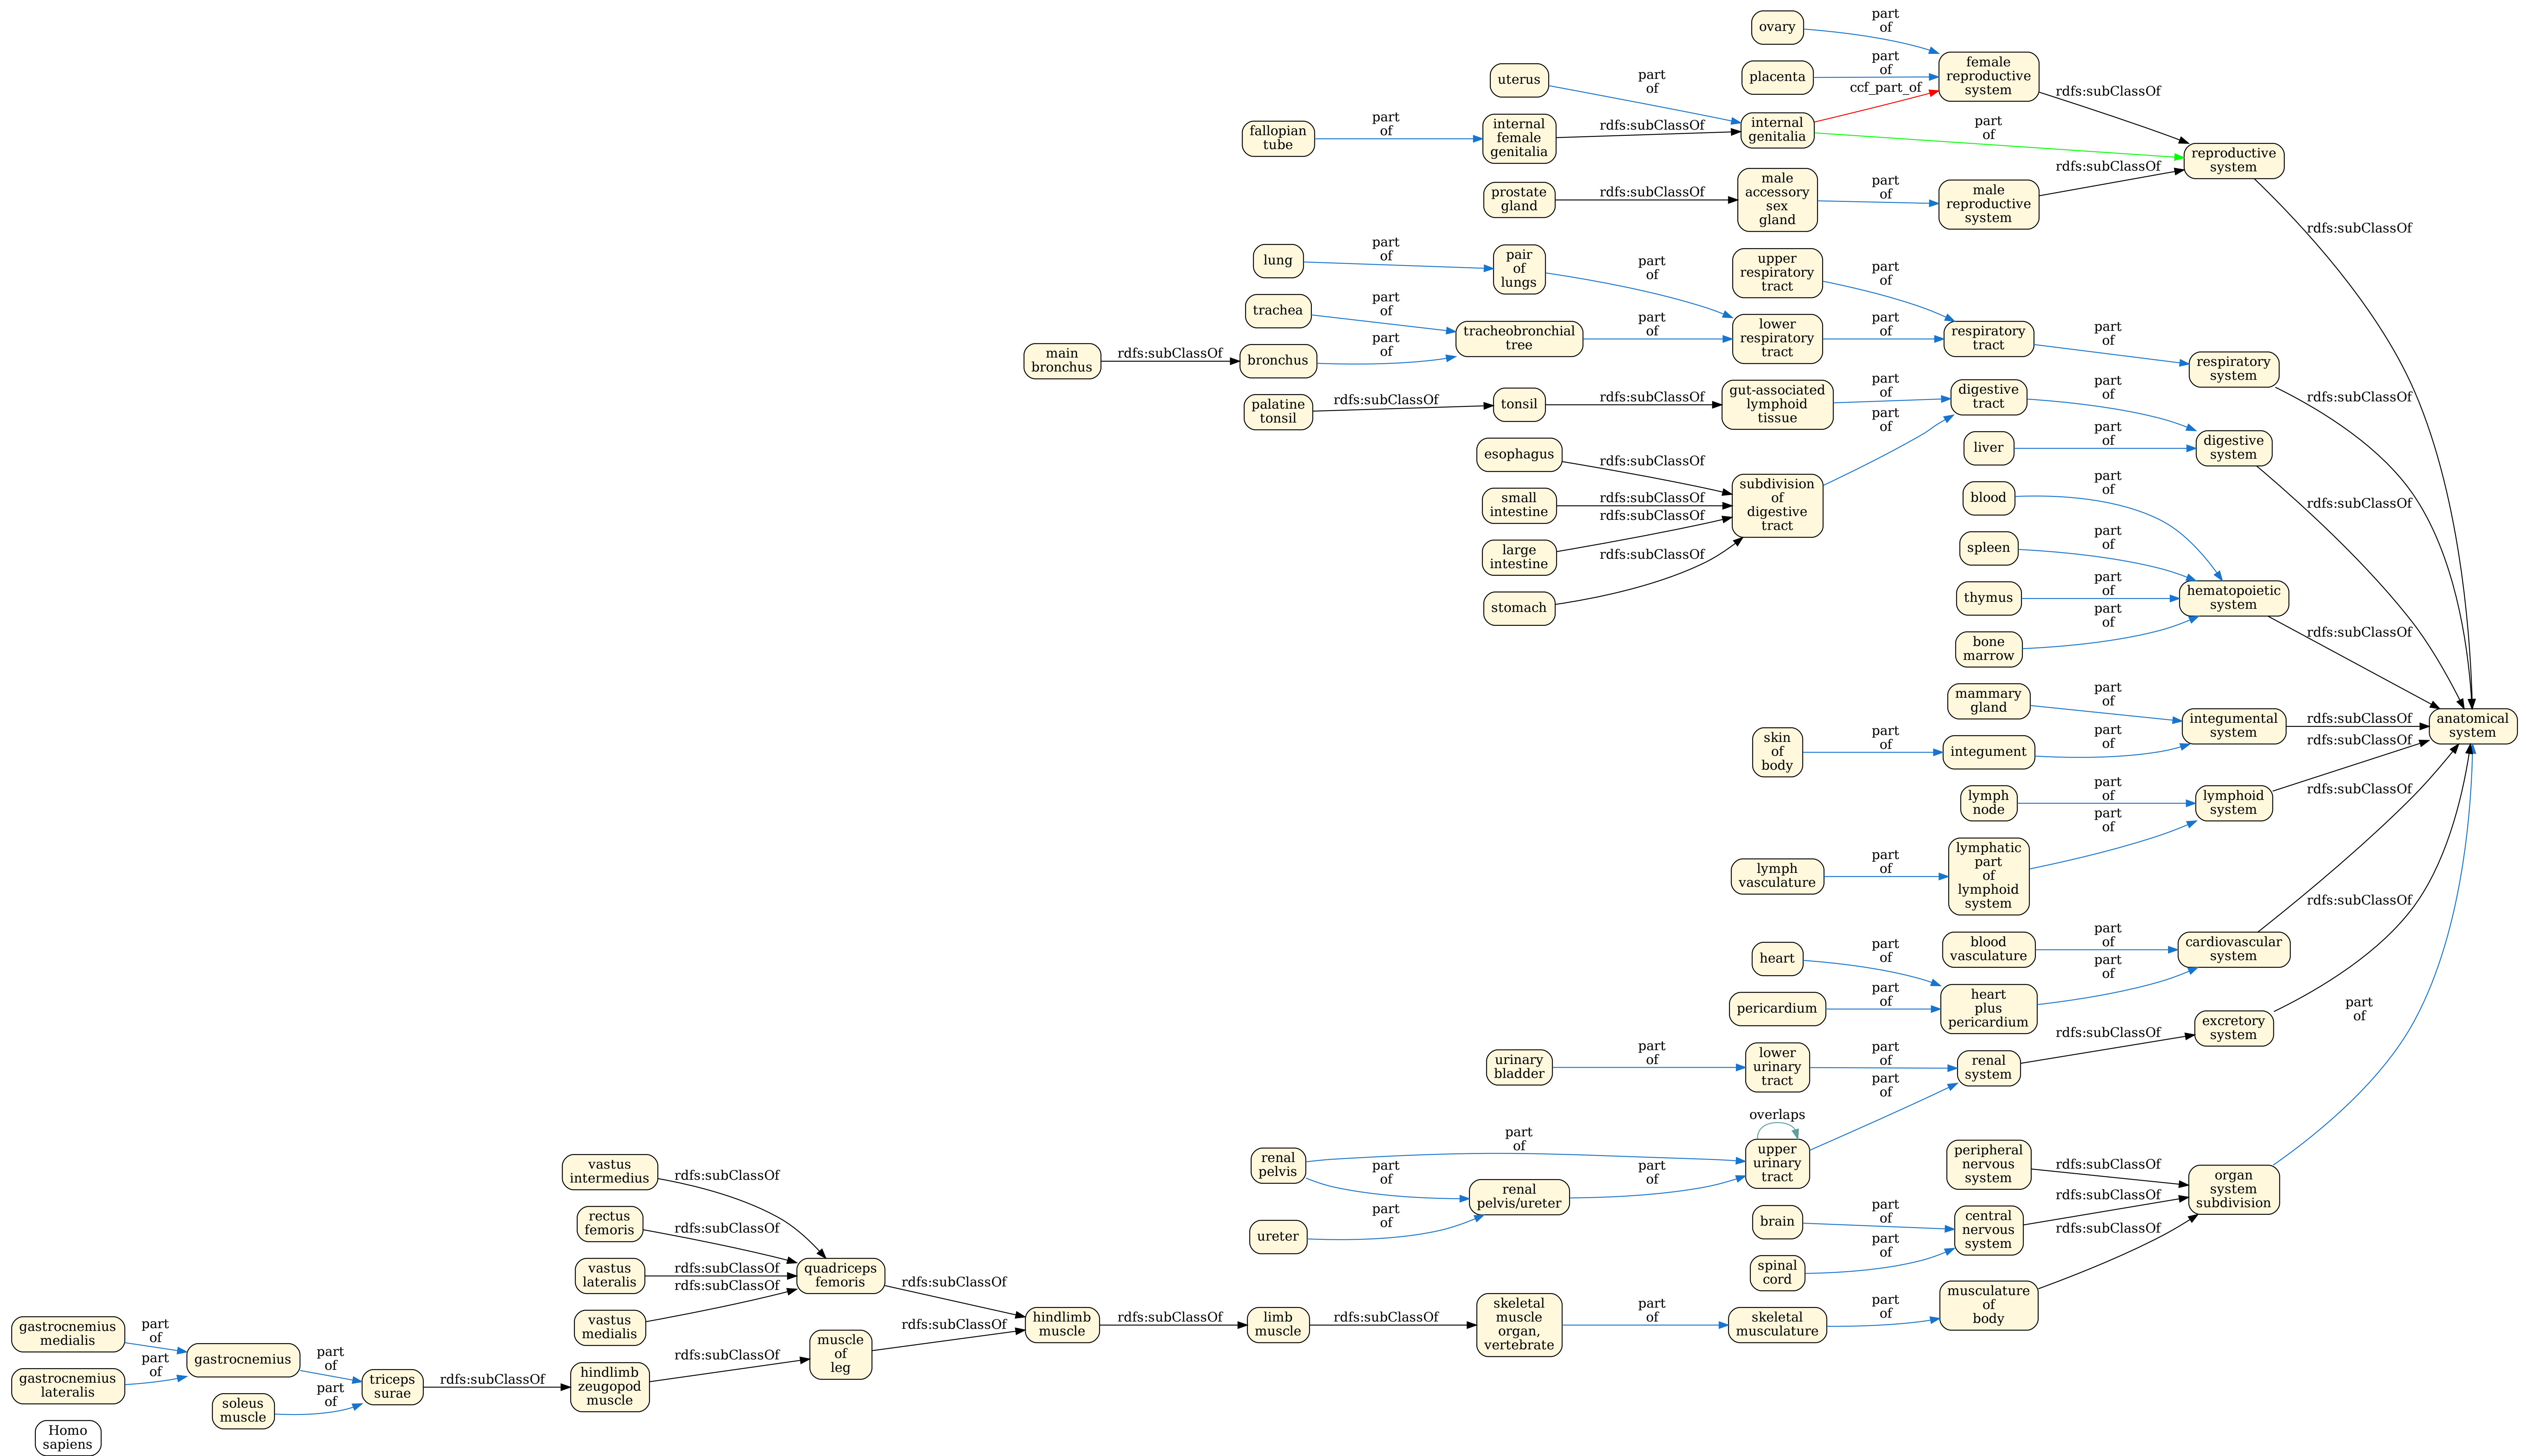 ovary
part
of
placenta
part
of
female
reproductive
system
uterus
part
of
ccf_part_of
rdfs:subClassOf
fallopian
tube
part
of
internal
female
genitalia
rdfs:subClassOf
internal
genitalia
part
of
reproductive
system
prostate
gland
rdfs:subClassOf
male
accessory
sex
gland
part
of
male
reproductive
system
rdfs:subClassOf
rdfs:subClassOf
lung
part
of
pair
of
lungs
part
of
upper
respiratory
tract
part
of
trachea
part
of
tracheobronchial
tree
part
of
lower
respiratory
tract
part
of
respiratory
tract
part
of
respiratory
system
rdfs:subClassOf
main
bronchus
rdfs:subClassOf
bronchus
part
of
palatine
tonsil
rdfs:subClassOf
tonsil
rdfs:subClassOf
gut-associated
lymphoid
tissue
part
of
digestive
tract
part
of
digestive
system
rdfs:subClassOf
part
of
liver
part
of
esophagus
rdfs:subClassOf
small
intestine
rdfs:subClassOf
large
intestine
rdfs:subClassOf
stomach
rdfs:subClassOf
subdivision
of
digestive
tract
blood
part
of
spleen
part
of
thymus
part
of
bone
marrow
part
of
hematopoietic
system
rdfs:subClassOf
mammary
gland
part
of
integumental
system
rdfs:subClassOf
anatomical
system
skin
of
body
part
of
integument
part
of
lymph
node
part
of
lymphoid
system
rdfs:subClassOf
lymph
vasculature
part
of
lymphatic
part
of
lymphoid
system
part
of
blood
vasculature
part
of
cardiovascular
system
rdfs:subClassOf
heart
part
of
pericardium
part
of
heart
plus
pericardium
part
of
excretory
system
rdfs:subClassOf
urinary
bladder
part
of
lower
urinary
tract
part
of
renal
system
rdfs:subClassOf
part
of
overlaps
renal
pelvis
part
of
upper
urinary
tract
part
of
renal
pelvis/ureter
part
of
ureter
part
of
peripheral
nervous
system
rdfs:subClassOf
organ
system
subdivision
part
of
brain
part
of
central
nervous
system
rdfs:subClassOf
spinal
cord
part
of
musculature
of
body
rdfs:subClassOf
vastus
intermedius
rdfs:subClassOf
rectus
femoris
rdfs:subClassOf
vastus
lateralis
rdfs:subClassOf
vastus
medialis
rdfs:subClassOf
quadriceps
femoris
rdfs:subClassOf
hindlimb
muscle
rdfs:subClassOf
limb
muscle
rdfs:subClassOf
skeletal
muscle
organ,
vertebrate
part
of
skeletal
musculature
part
of
gastrocnemius
medialis
part
of
gastrocnemius
lateralis
part
of
gastrocnemius
part
of
soleus
muscle
part
of
triceps
surae
rdfs:subClassOf
hindlimb
zeugopod
muscle
rdfs:subClassOf
muscle
of
leg
rdfs:subClassOf
Homo
sapiens